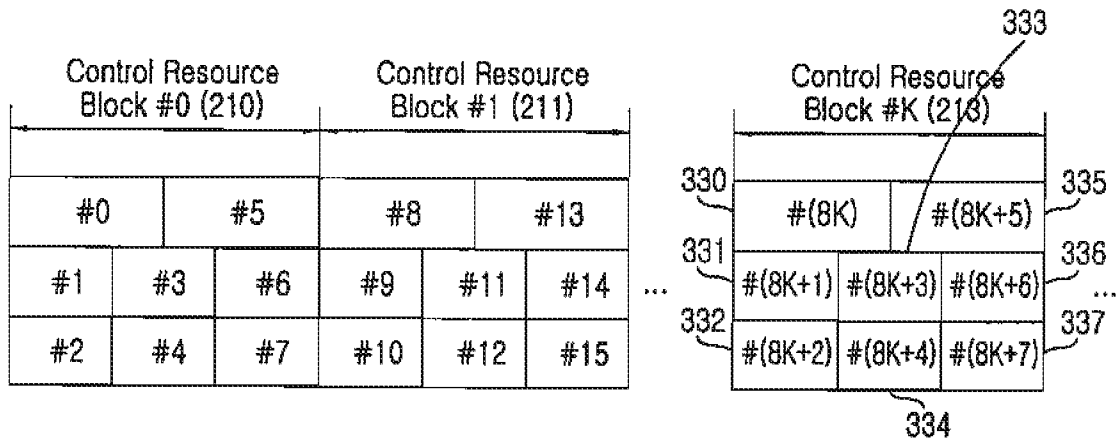 333
Control Resource Block #0 (210) Control Resource Block #1 (211) Control Resource Block #K (213)
330 #0 #5 #8 #13 #(8K) #(8K+5) 335
331 #1 #3 #6 #9 #11 #14 ... #(8K+1) #(8K+3) #(8K+6) 336 ...
332 #2 #4 #7 #10 #12 #15 #(8K+2) #(8K+4) #(8K+7) 337
334